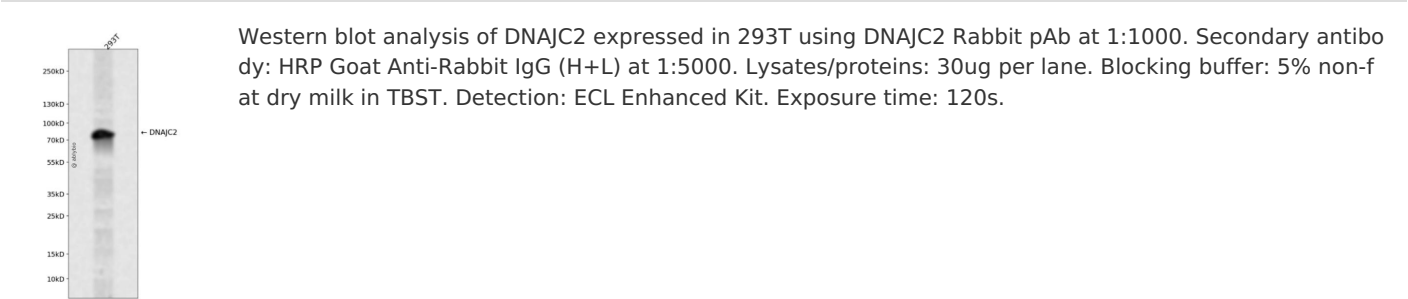 293T
Western blot analysis of DNAJC2 expressed in 293T using DNAJC2 Rabbit pAb at 1:1000. Secondary antibo
dy: HRP Goat Anti-Rabbit IgG (H+L) at 1:5000. Lysates/proteins: 30ug per lane. Blocking buffer: 5% non-f
at dry milk in TBST. Detection: ECL Enhanced Kit. Exposure time: 120s.
250kD
130kD
100kD
← DNAJC2
70kD
55kD
35kD
25kD
15kD
10kD